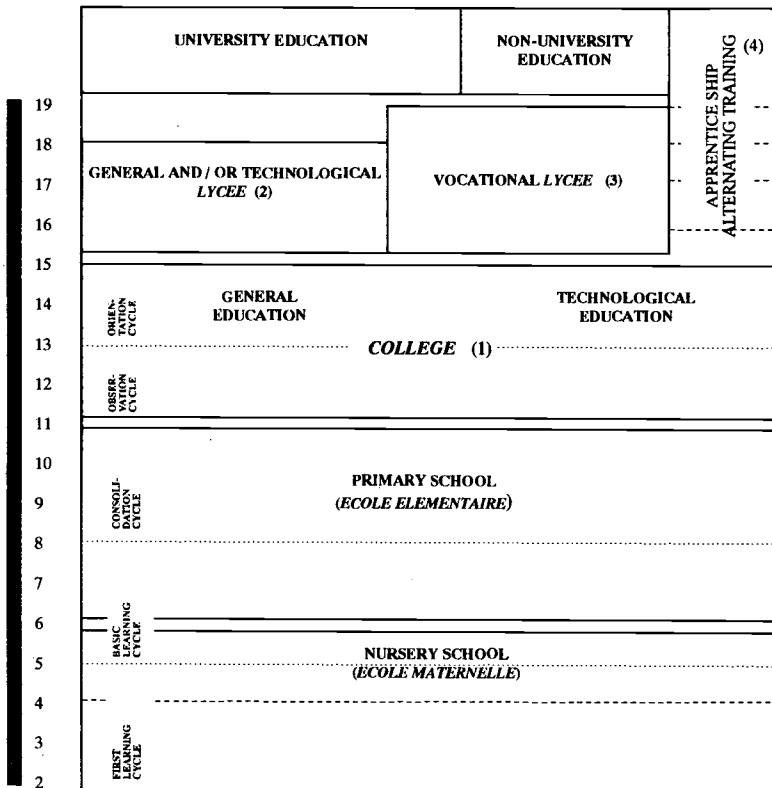 UNIVERSITY EDUCATION
NON-UNIVERSITY
EDUCATION
(4)
APPRENTICE SHIP
ALTERNATING TRAINING
19
18
GENERAL AND / OR TECHNOLOGICAL
LYCEE (2)
17
VOCATIONAL LYCEE (3)
16
15
14
ORIEN-
TATION
CYCLE
GENERAL
EDUCATION
TECHNOLOGICAL
EDUCATION
13
COLLEGE (1)
12
OBSER-
VATION
CYCLE
11
10
PRIMARY SCHOOL
(ECOLE ELEMENTAIRE)
9
CONSOLI-
DATION
CYCLE
8
7
6
BASIC
LEARNING
CYCLE
NURSERY SCHOOL
(ECOLE MATERNELLE)
5
4
3
FIRST
LEARNING
CYCLE
2